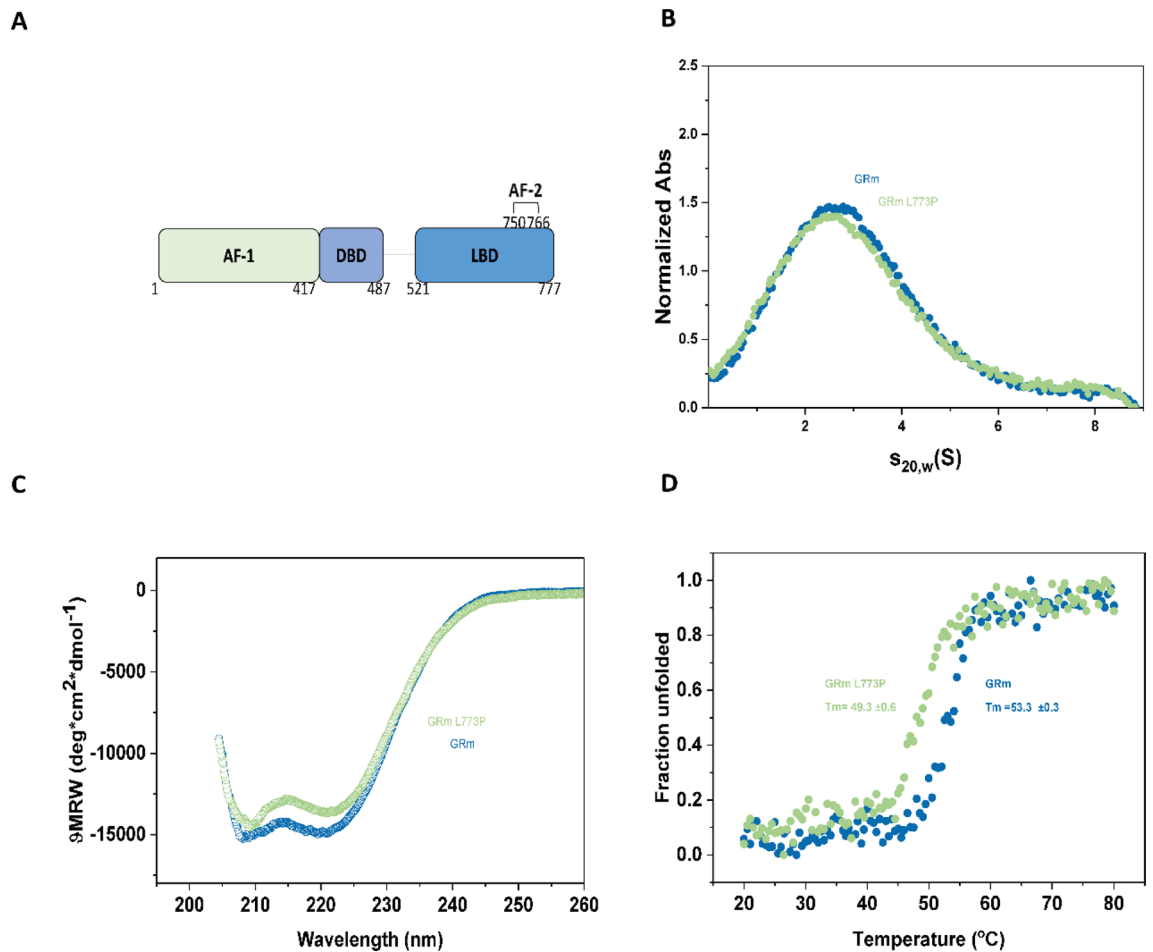 A
AF-2
750766
AF-1
DBD
LBD
1
417
487
521
777
B
2.5
2.0
1.5
1.0
0.5
0.0
Normalized Abs
GRm
GRm L773P
2
4
6
8
s20,w(S)
C
0
-5000
-10000
-15000
9MRW (deg*cm2*dmol-1)
GRm L773P
GRm
200
210
220
230
240
250
260
Wavelength (nm)
D
1.0
0.8
0.6
0.4
0.2
0.0
Fraction unfolded
GRm L773P
Tm= 49.3 ±0.6
GRm
Tm =53.3 ±0.3
20
30
40
50
60
70
80
Temperature (°C)